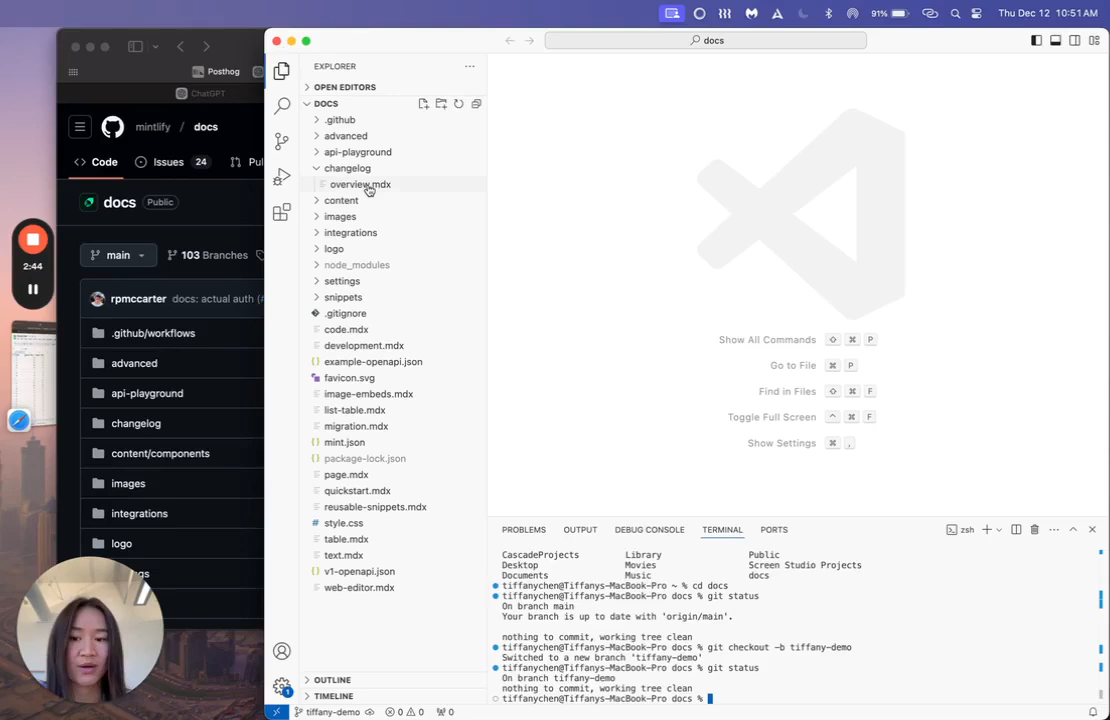 91%
Thu Dec 12 10:51 AM
Posthog
ChatGPT
mintlify / docs
Code
Issues 24
Pul
docs Public
main
103 Branches
rpmccarter docs: actual auth (#
.github/workflows
advanced
api-playground
changelog
content/components
images
integrations
logo
2:44
docs
EXPLORER
OPEN EDITORS
DOCS
.github
advanced
api-playground
changelog
overview.mdx
content
images
integrations
logo
node_modules
settings
snippets
.gitignore
code.mdx
development.mdx
example-openapi.json
favicon.svg
image-embeds.mdx
list-table.mdx
migration.mdx
mint.json
package-lock.json
page.mdx
quickstart.mdx
reusable-snippets.mdx
style.css
table.mdx
text.mdx
v1-openapi.json
web-editor.mdx
OUTLINE
TIMELINE
Show All Commands ⇧ ⌘ P
Go to File ⌘ P
Find in Files ⇧ ⌘ F
Toggle Full Screen ^ ⌘ F
Show Settings ⌘ ,
PROBLEMS OUTPUT DEBUG CONSOLE TERMINAL PORTS
zsh
CascadeProjects Library Public
Desktop Movies Screen Studio Projects
Documents Music docs
tiffanychen@Tiffanys-MacBook-Pro ~ % cd docs
tiffanychen@Tiffanys-MacBook-Pro docs % git status
On branch main
Your branch is up to date with 'origin/main'.
nothing to commit, working tree clean
tiffanychen@Tiffanys-MacBook-Pro docs % git checkout -b tiffany-demo
Switched to a new branch 'tiffany-demo'
tiffanychen@Tiffanys-MacBook-Pro docs % git status
On branch tiffany-demo
nothing to commit, working tree clean
tiffanychen@Tiffanys-MacBook-Pro docs %
1
tiffany-demo 0 0 0